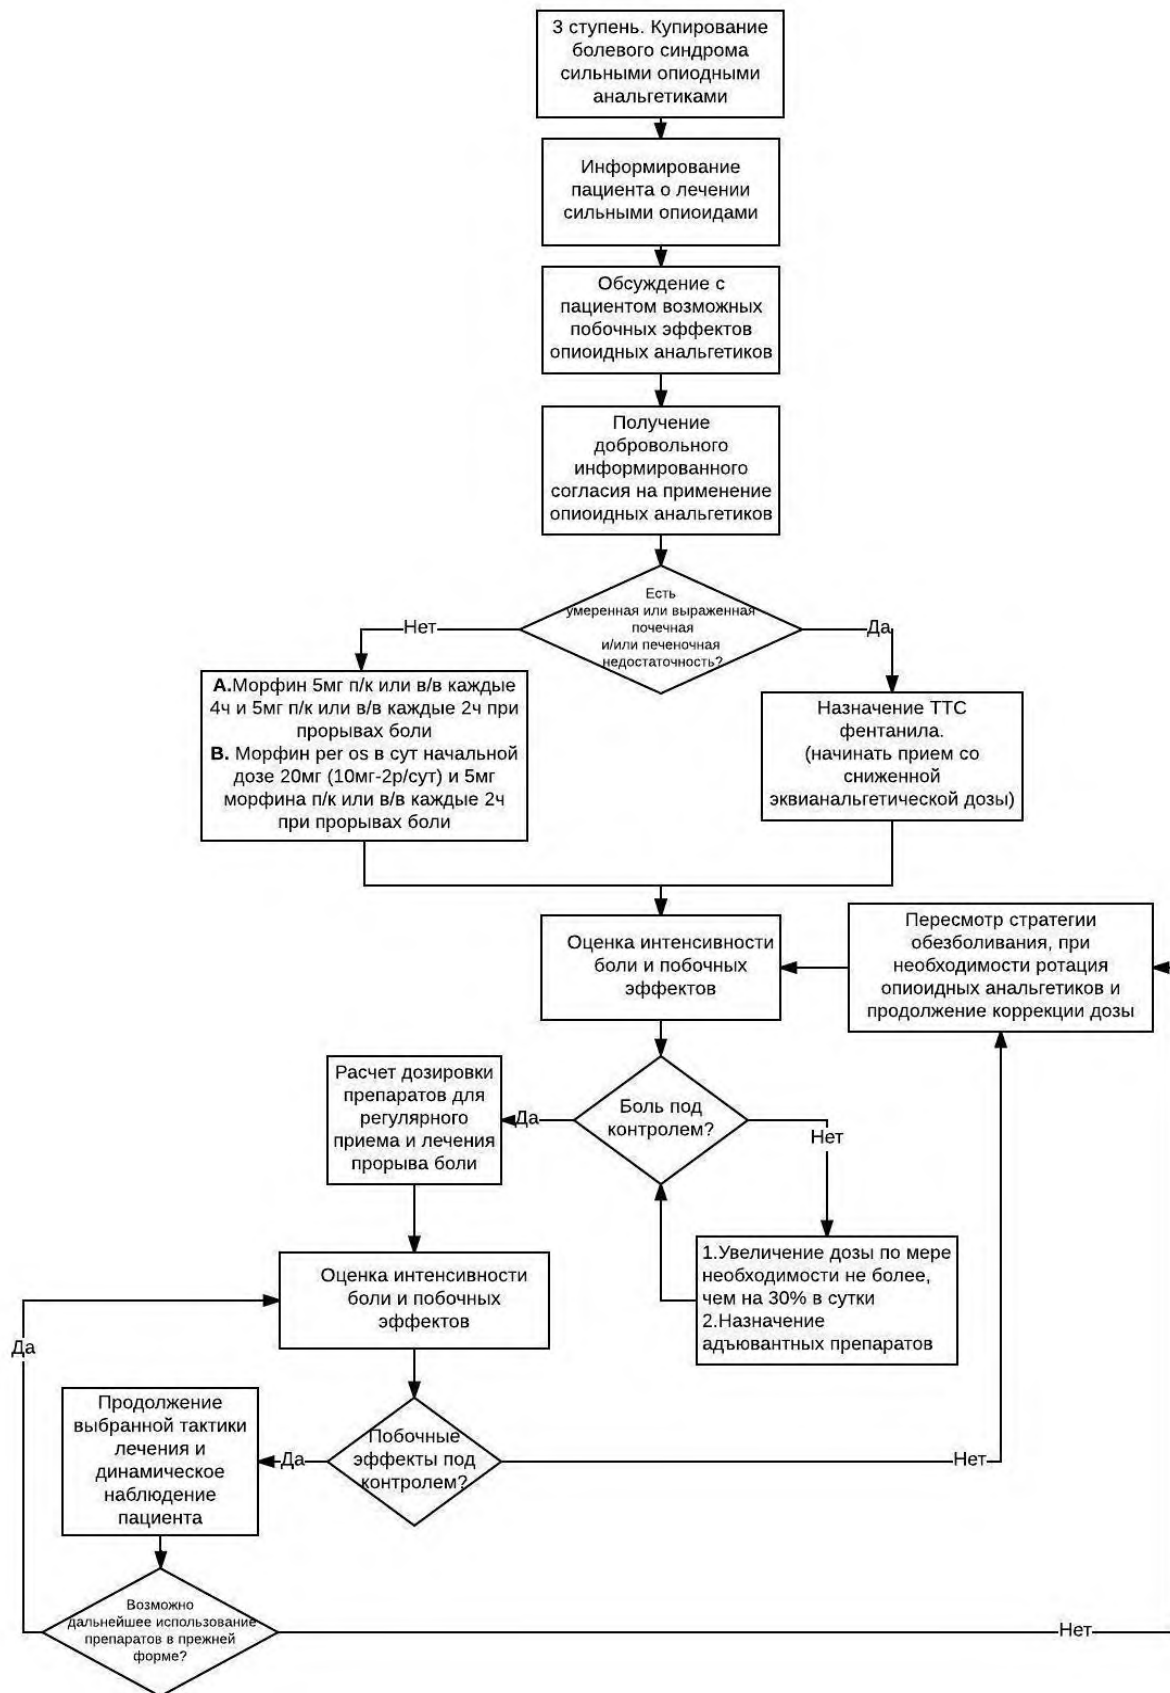 3 ступень. Купирование
болевого синдрома
сильными опиодными
анальгетиками
Информирование
пациента о лечении
сильными опиоидами
Обсуждение с
пациентом возможных
побочных эффектов
опиоидных анальгетиков
Получение
добровольного
информированного
согласия на применение
опиоидных анальгетиков
Есть
умеренная или выраженная
почечная
и/или печеночная
недостаточность?
Нет
Да
А.Морфин 5мг п/к или в/в каждые
4ч и 5мг п/к или в/в каждые 2ч при
прорывах боли
В. Морфин per os в сут начальной
дозе 20мг (10мг-2р/сут) и 5мг
морфина п/к или в/в каждые 2ч
при прорывах боли
Назначение ТТС
фентанила.
(начинать прием со
сниженной
эквианальгетической дозы)
Оценка интенсивности
боли и побочных
эффектов
Пересмотр стратегии
обезболивания, при
необходимости ротация
опиоидных анальгетиков и
продолжение коррекции дозы
Расчет дозировки
препаратов для
регулярного
приема и лечения
прорыва боли
Да
Боль под
контролем?
Нет
1.Увеличение дозы по мере
необходимости не более,
чем на 30% в сутки
2.Назначение
адъювантных препаратов
Оценка интенсивности
боли и побочных
эффектов
Да
Продолжение
выбранной тактики
лечения и
динамическое
наблюдение
пациента
Да
Побочные
эффекты под
контролем?
Нет
Возможно
дальнейшее использование
препаратов в прежней
форме?
Нет